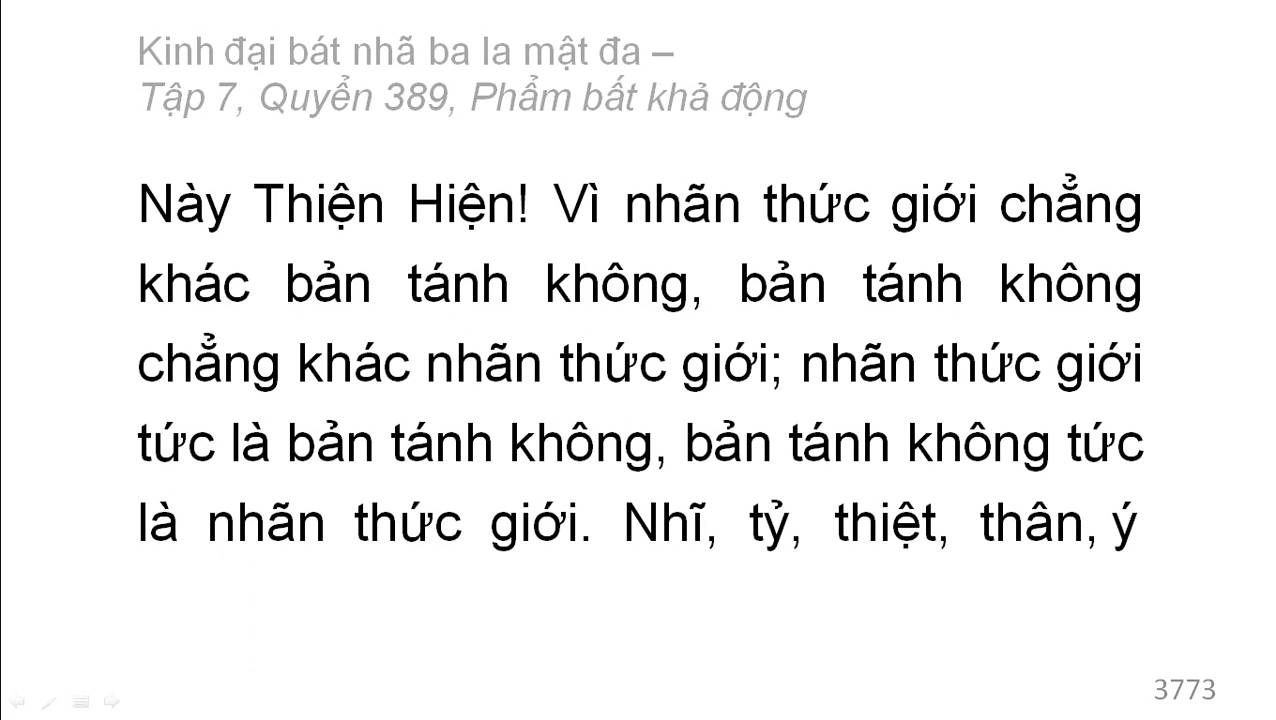 Kinh đại bát nhã ba la mật đa –
Tập 7, Quyển 389, Phẩm bất khả động
Này Thiện Hiện! Vì nhãn thức giới chẳng
khác bản tánh không, bản tánh không
chẳng khác nhãn thức giới; nhãn thức giới
tức là bản tánh không, bản tánh không tức
là nhãn thức giới. Nhĩ, tỷ, thiệt, thân, ý
3773